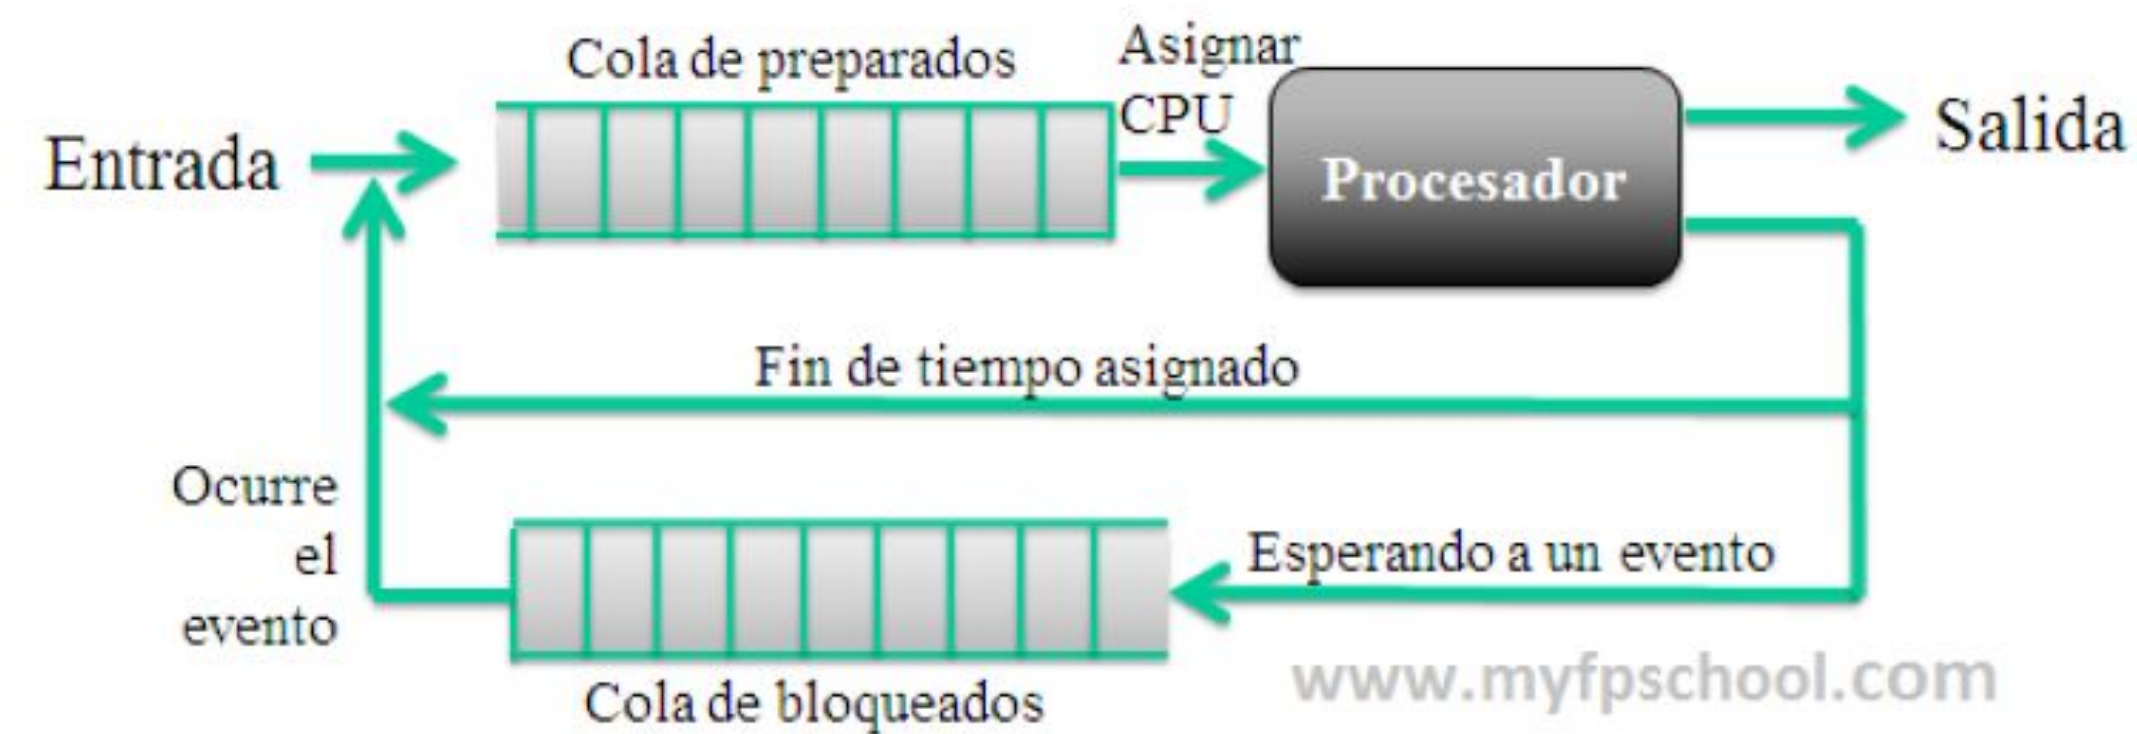 Cola de preparados
Asignar
CPU
Entrada
Procesador
Salida
Fin de tiempo asignado
Ocurre
el
evento
Esperando a un evento
Cola de bloqueados
www.myfpschool.com